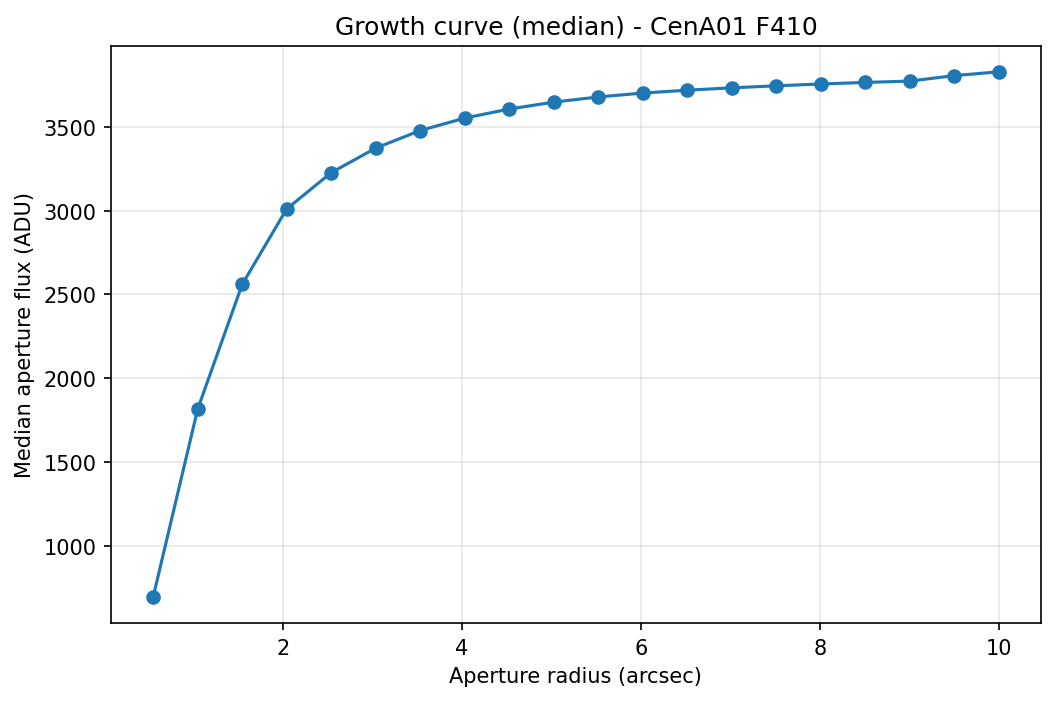 Growth curve (median) - CenA01 F410
Median aperture flux (ADU)
3500
3000
2500
2000
1500
1000
2 4 6 8 10
Aperture radius (arcsec)